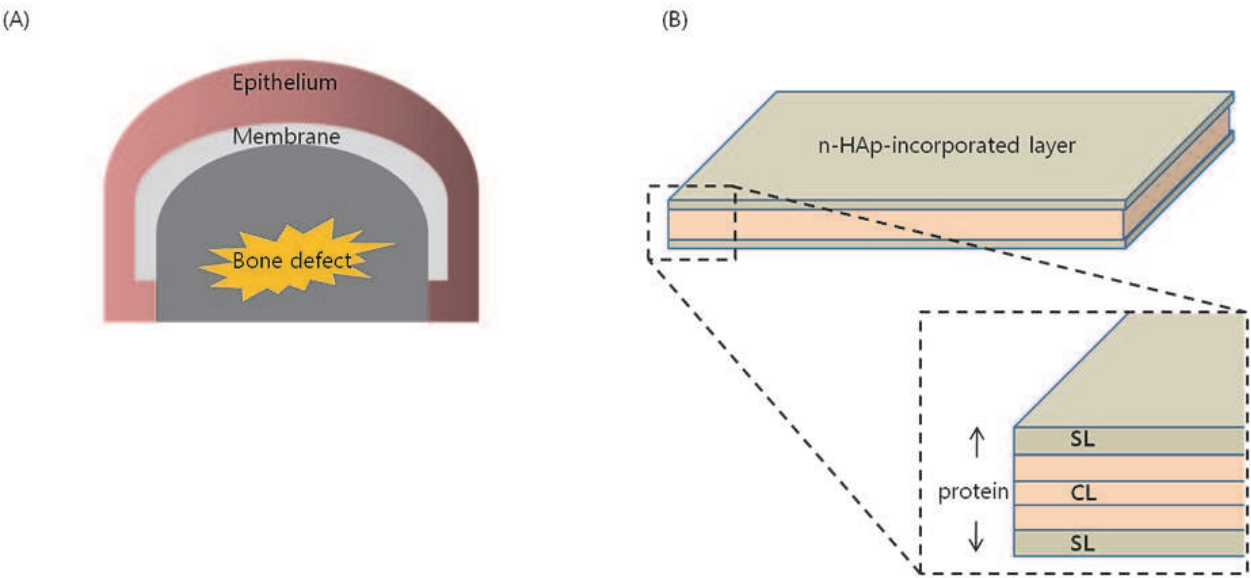 (A)
Epithelium
Membrane
Bone defect
(B)
n-HAp-incorporated layer
SL
protein
CL
SL